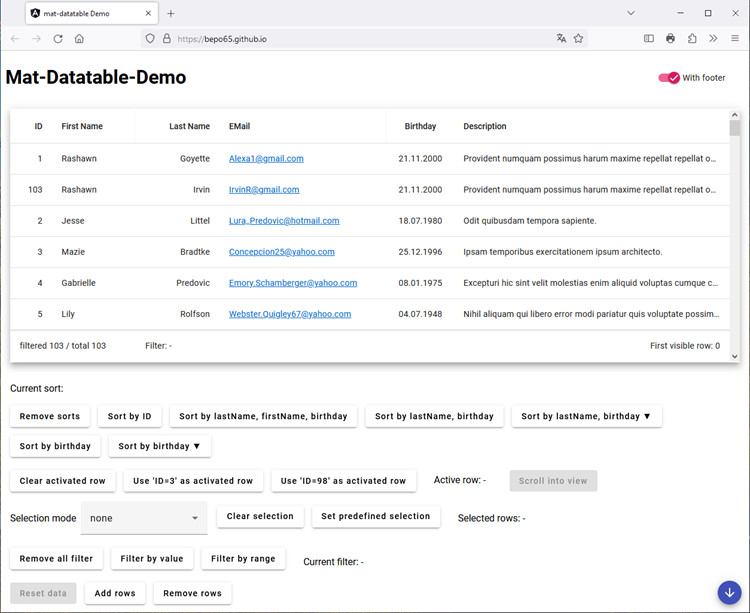 mat-datatable Demo
https://bepo65.github.io
Mat-Datatable-Demo
With footer
ID First Name Last Name EMail Birthday Description
1 Rashawn Goyette Alexa1@gmail.com 21.11.2000 Provident numquam possimus harum maxime repellat repellat o...
103 Rashawn Irvin IrvinR@gmail.com 21.11.2000 Provident numquam possimus harum maxime repellat repellat o...
2 Jesse Littel Lura_Predovic@hotmail.com 18.07.1980 Odit quibusdam tempora sapiente.
3 Mazie Bradtke Concepcion25@yahoo.com 25.12.1996 Ipsam temporibus exercitationem ipsum architecto.
4 Gabrielle Predovic Emory.Schamberger@yahoo.com 08.01.1975 Excepturi hic sint velit molestias enim aliquid voluptas cumque c...
5 Lily Rolfson Webster.Quigley67@yahoo.com 04.07.1948 Nihil aliquam qui libero error modi pariatur quis voluptate possim...
filtered 103 / total 103 Filter: - First visible row: 0
Current sort:
Remove sorts Sort by ID Sort by lastName, firstName, birthday Sort by lastName, birthday Sort by lastName, birthday ▼
Sort by birthday Sort by birthday ▼
Clear activated row Use 'ID=3' as activated row Use 'ID=98' as activated row Active row: - Scroll into view
Selection mode none Clear selection Set predefined selection Selected rows: -
Remove all filter Filter by value Filter by range Current filter: -
Reset data Add rows Remove rows